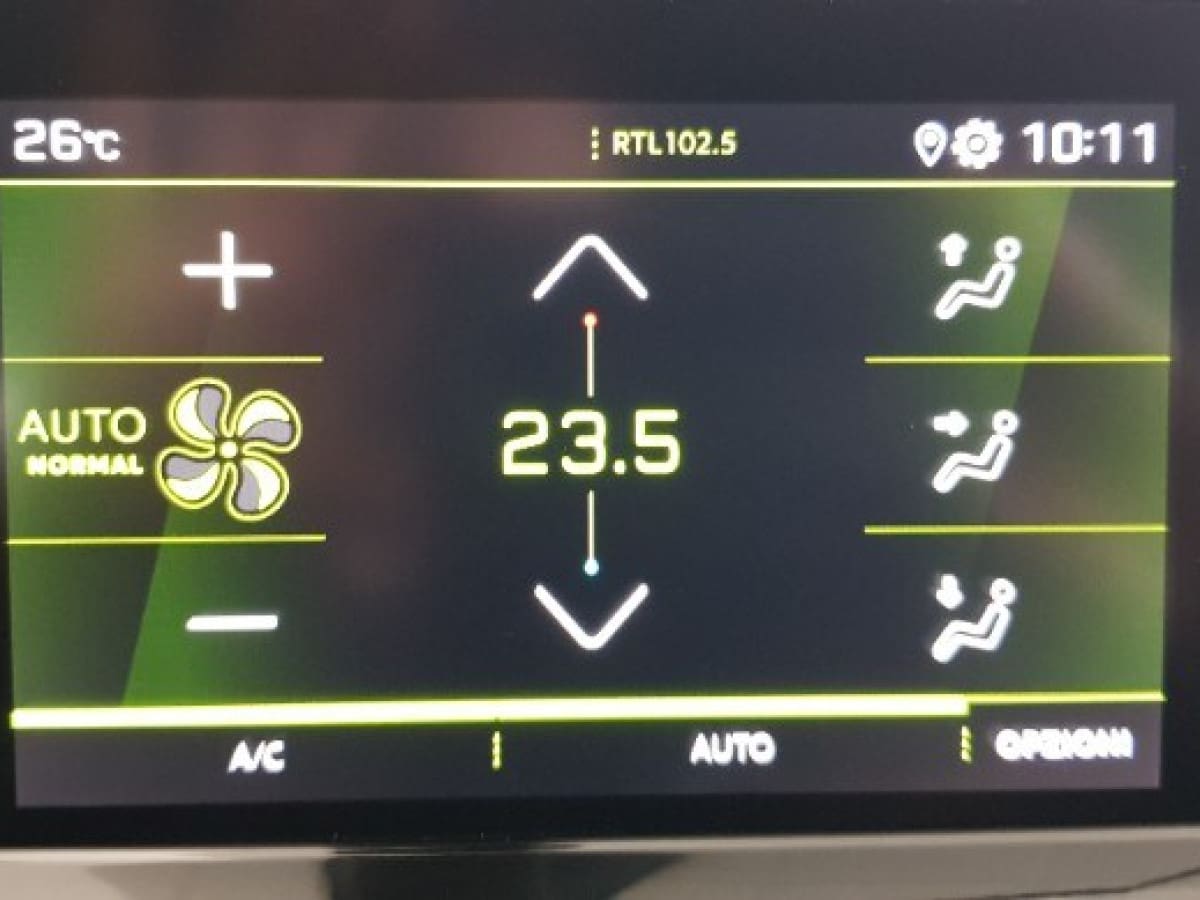 26°C
RTL102.5
10:11
AUTO
NORMAL
23.5
A/C
AUTO
OPZIONI